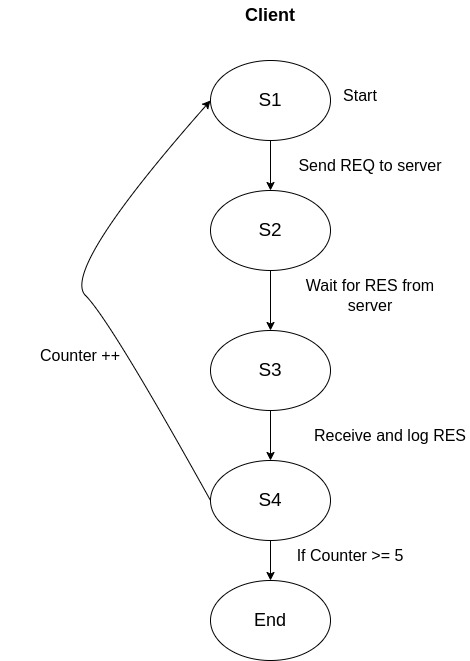 Client
S1
Start
Send REQ to server
S2
Wait for RES from
server
S3
Counter ++
Receive and log RES
S4
If Counter >= 5
End